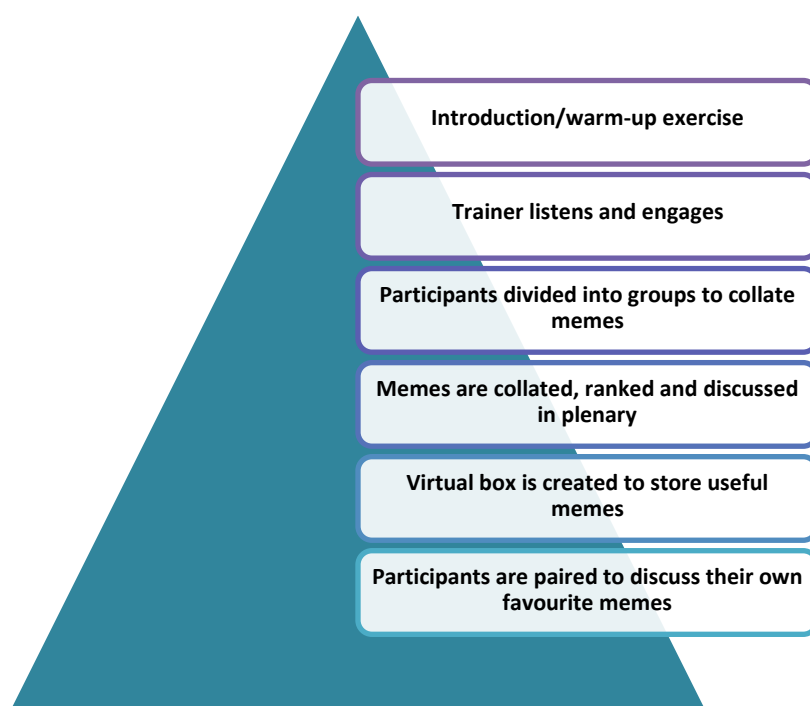 Introduction/warm-up exercise
Trainer listens and engages
Participants divided into groups to collate
memes
Memes are collated, ranked and discussed
in plenary
Virtual box is created to store useful
memes
Participants are paired to discuss their own
favourite memes